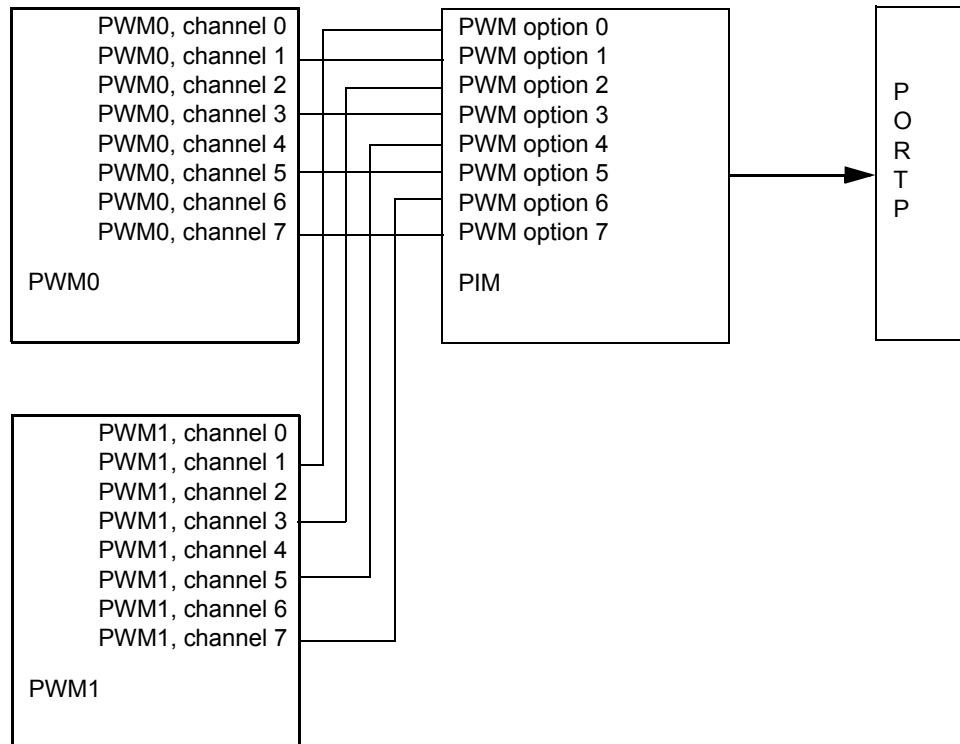 PWM0, channel 0
PWM0, channel 1
PWM0, channel 2
PWM0, channel 3
PWM0, channel 4
PWM0, channel 5
PWM0, channel 6
PWM0, channel 7
PWM0
PWM option 0
PWM option 1
PWM option 2
PWM option 3
PWM option 4
PWM option 5
PWM option 6
PWM option 7
PIM
P
O
R
T
P
PWM1, channel 0
PWM1, channel 1
PWM1, channel 2
PWM1, channel 3
PWM1, channel 4
PWM1, channel 5
PWM1, channel 6
PWM1, channel 7
PWM1